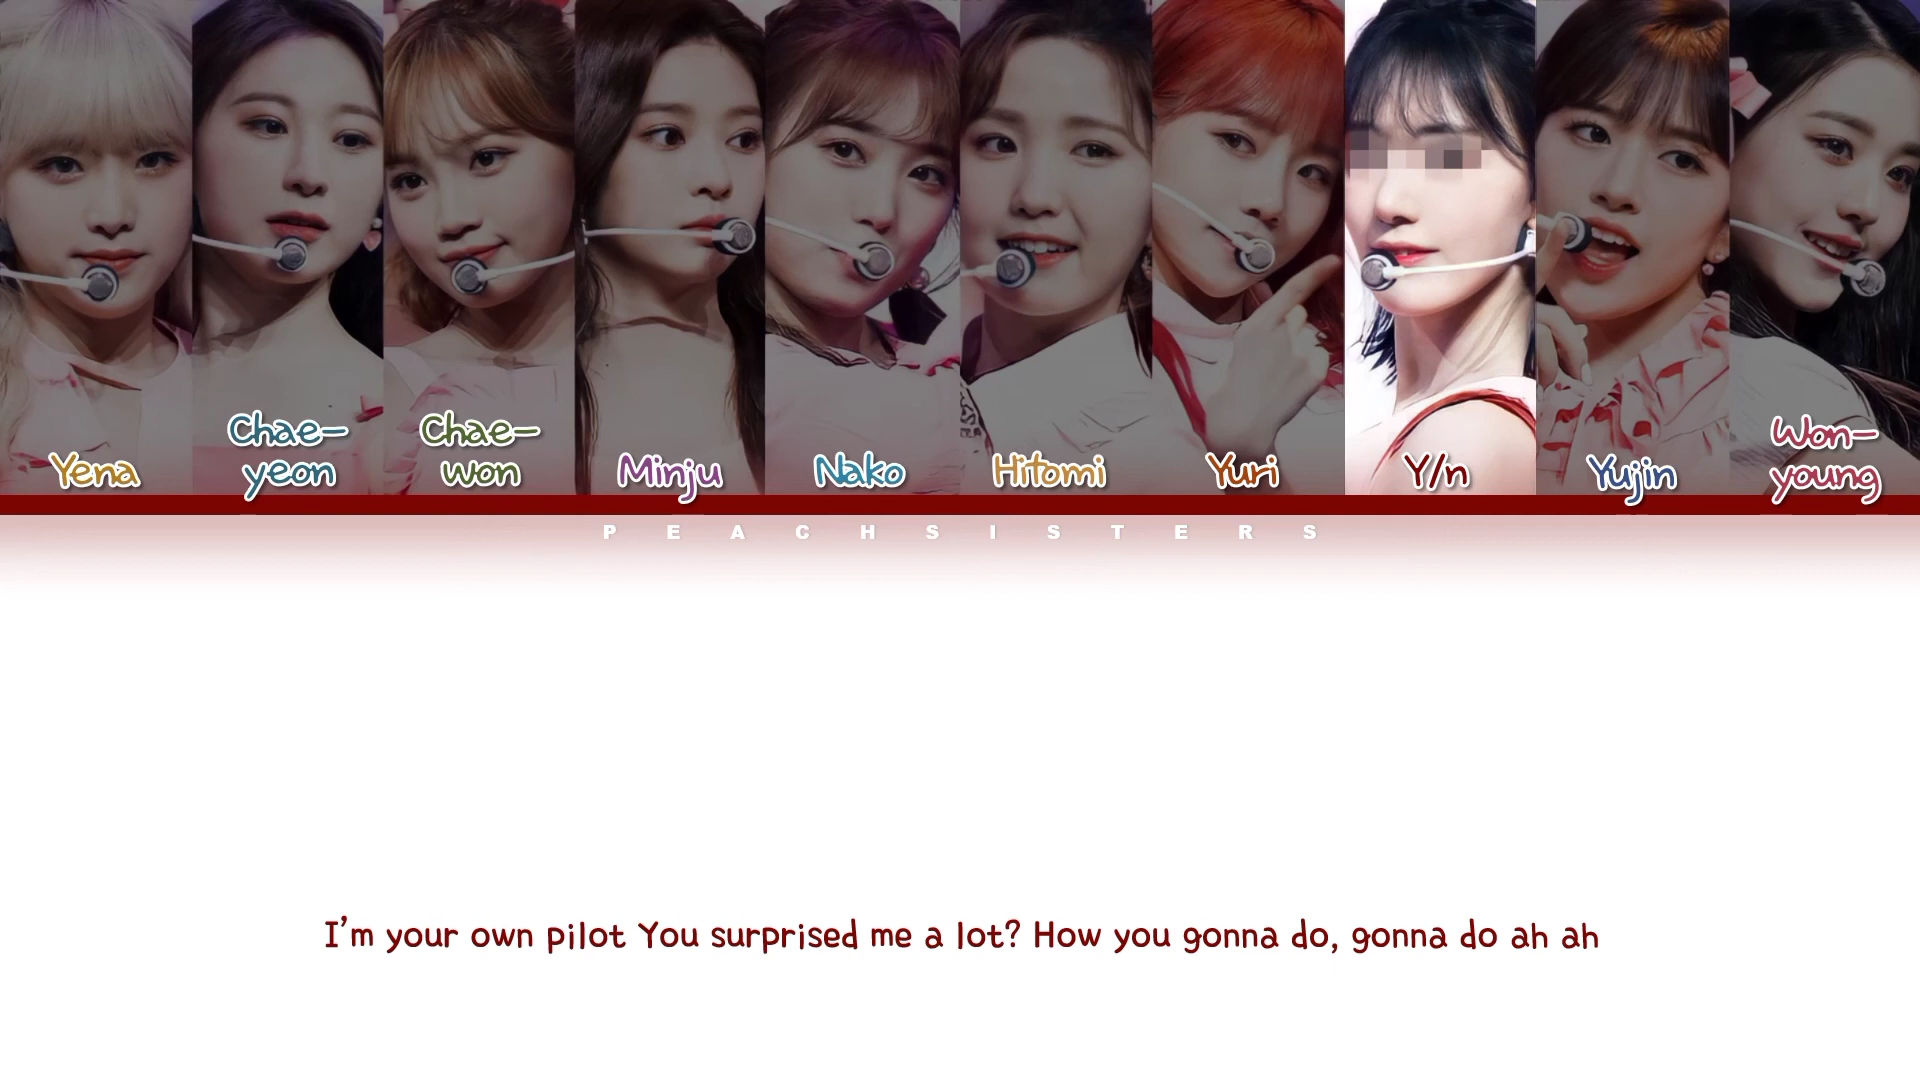 Yena
Chae-
yeon
Chae-
won
Minju
Nako
Hitomi
Yuri
Y/n
Yujin
Won-
young
PEACHSISTERS
I'm your own pilot You surprised me a lot? How you gonna do, gonna do ah ah